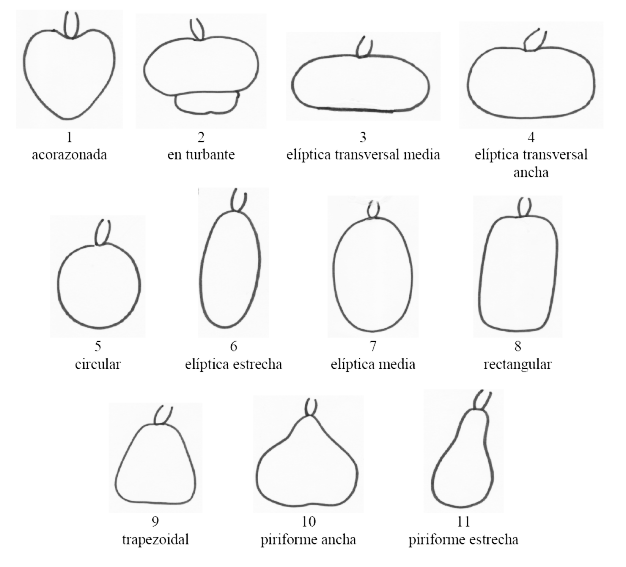 1
acorazonada
2
en turbante
3
elíptica transversal media
4
elíptica transversal
ancha
5
circular
6
elíptica estrecha
7
elíptica media
8
rectangular
9
trapezoidal
10
piriforme ancha
11
piriforme estrecha